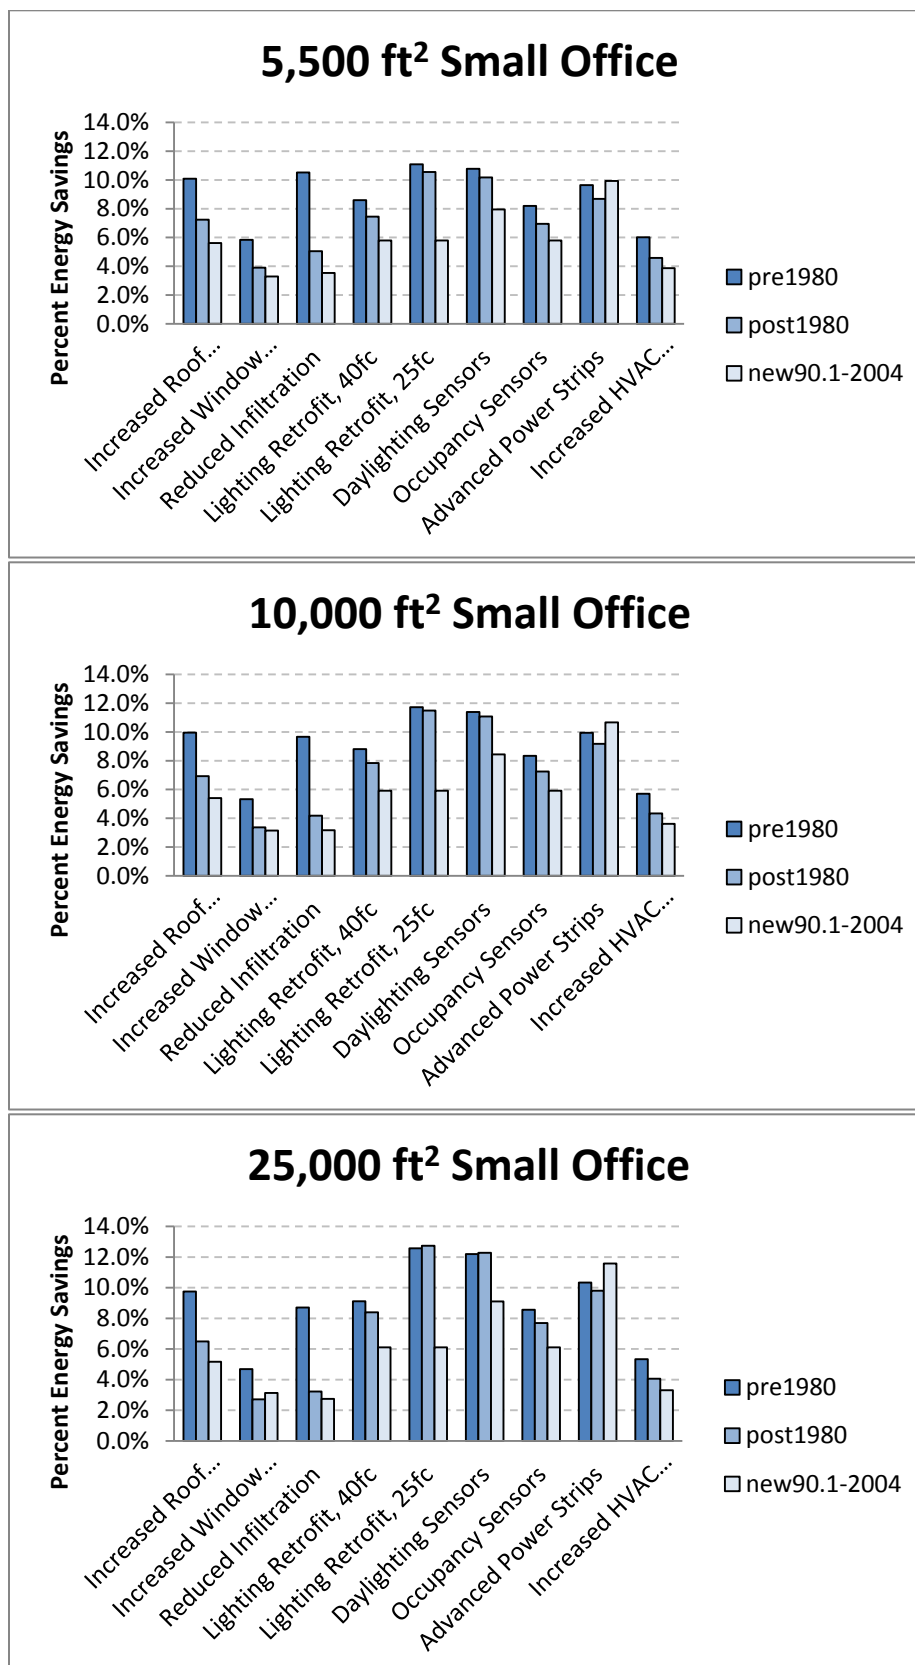 5,500 ft² Small Office
Percent Energy Savings
14.0%
12.0%
10.0%
8.0%
6.0%
4.0%
2.0%
0.0%
Increased Roof...
Increased Window...
Reduced Infiltration
Lighting Retrofit, 40fc
Lighting Retrofit, 25fc
Daylighting Sensors
Occupancy Sensors
Advanced Power Strips
Increased HVAC...
pre1980
post1980
new90.1-2004
10,000 ft² Small Office
Percent Energy Savings
14.0%
12.0%
10.0%
8.0%
6.0%
4.0%
2.0%
0.0%
Increased Roof...
Increased Window...
Reduced Infiltration
Lighting Retrofit, 40fc
Lighting Retrofit, 25fc
Daylighting Sensors
Occupancy Sensors
Advanced Power Strips
Increased HVAC...
pre1980
post1980
new90.1-2004
25,000 ft² Small Office
Percent Energy Savings
14.0%
12.0%
10.0%
8.0%
6.0%
4.0%
2.0%
0.0%
Increased Roof...
Increased Window...
Reduced Infiltration
Lighting Retrofit, 40fc
Lighting Retrofit, 25fc
Daylighting Sensors
Occupancy Sensors
Advanced Power Strips
Increased HVAC...
pre1980
post1980
new90.1-2004